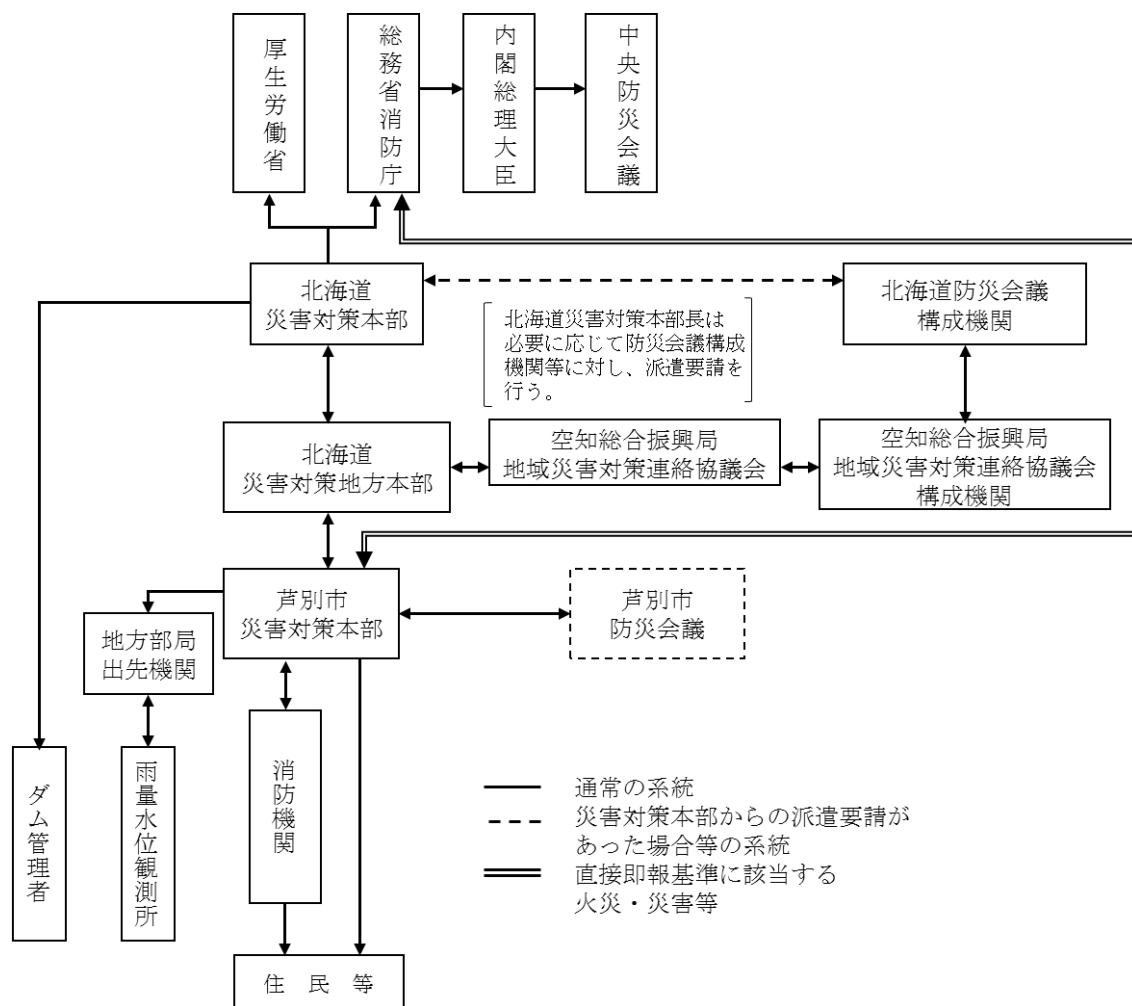 厚生労働省
総務省消防庁
内閣総理大臣
中央防災会議
北海道
災害対策本部
北海道防災会議
構成機関
北海道災害対策本部長は
必要に応じて防災会議構成
機関等に対し、派遣要請を
行う。
北海道
災害対策地方本部
空知総合振興局
地域災害対策連絡協議会
空知総合振興局
地域災害対策連絡協議会
構成機関
芦別市
災害対策本部
芦別市
防災会議
地方部局
出先機関
ダム管理者
雨量水位観測所
消防機関
通常の系統
災害対策本部からの派遣要請が
あった場合等の系統
直接即報基準に該当する
火災・災害等
住 民 等